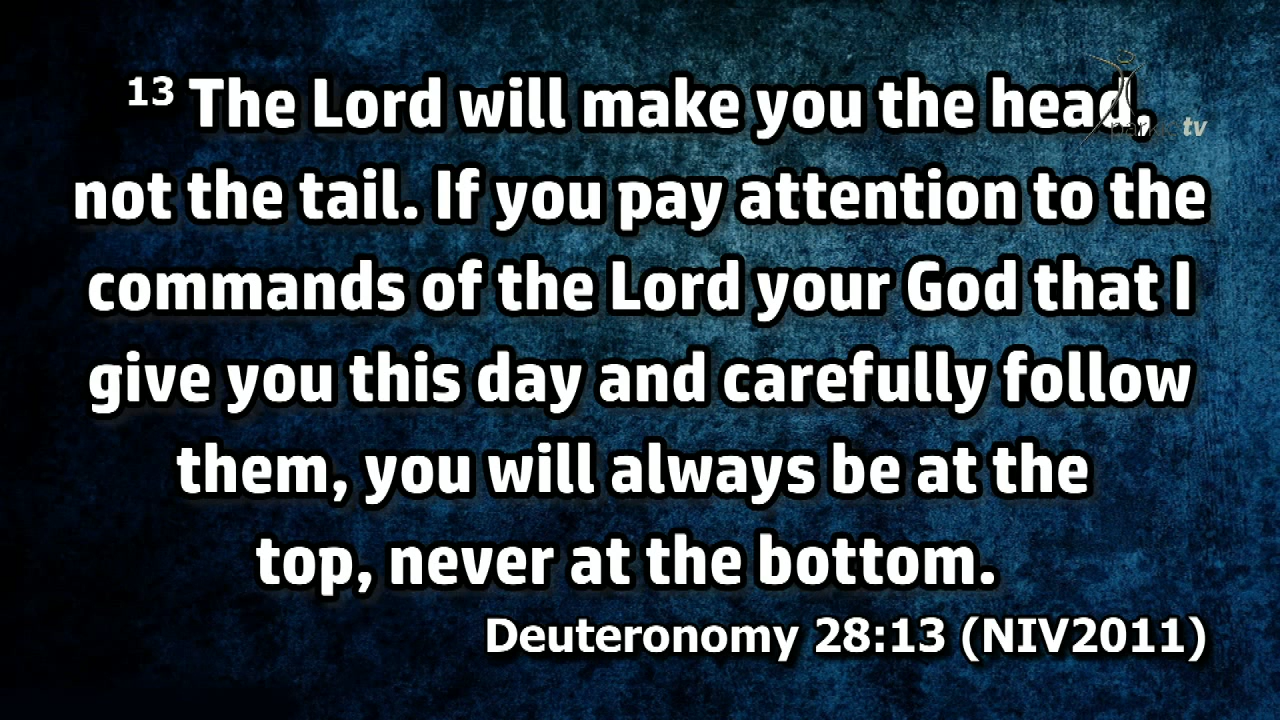 13 The Lord will make you the head,
not the tail. If you pay attention to the
commands of the Lord your God that I
give you this day and carefully follow
them, you will always be at the
top, never at the bottom.
Deuteronomy 28:13 (NIV2011)
tv